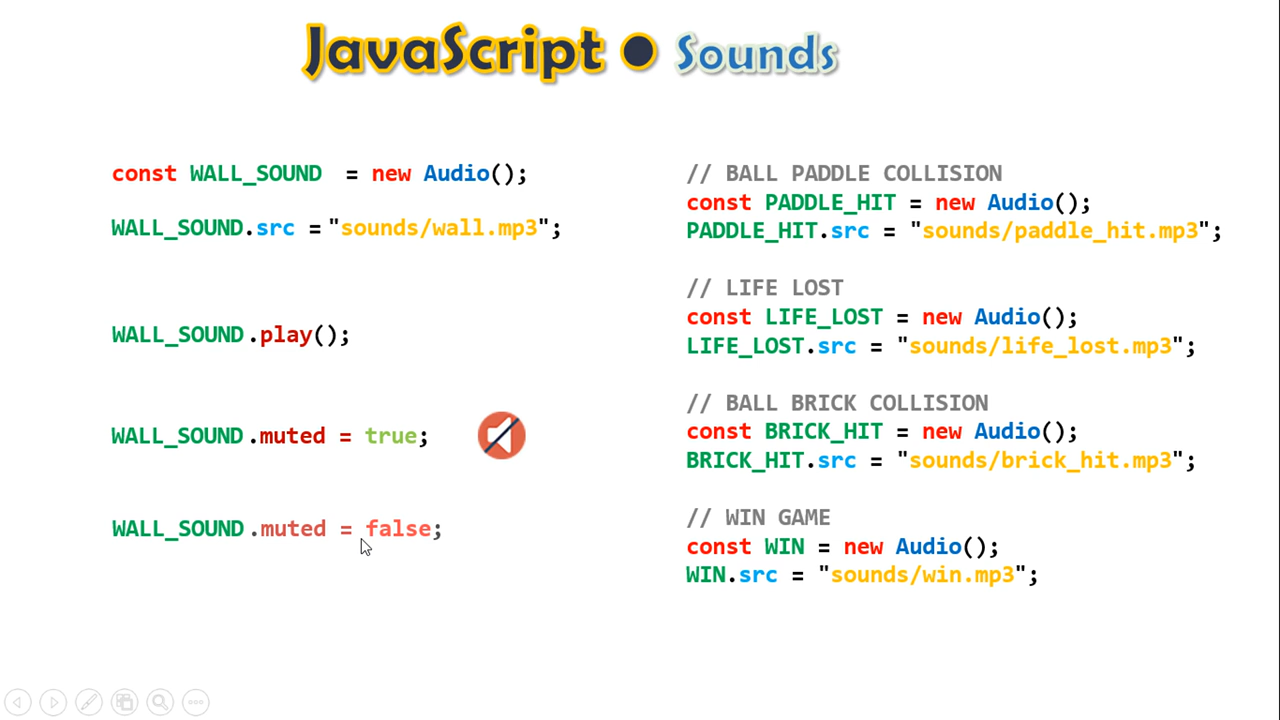 JavaScript ● Sounds
const WALL_SOUND = new Audio();
WALL_SOUND.src ="sounds/wall.mp3";
WALL_SOUND.play();
WALL_SOUND.muted = true;
WALL_SOUND.muted = false;
// BALL PADDLE COLLISION
const PADDLE_HIT = new Audio();
PADDLE_HIT.src = "sounds/paddle_hit.mp3";
// LIFE LOST
const LIFE_LOST = new Audio();
LIFE_LOST.src = "sounds/life_lost.mp3";
// BALL BRICK COLLISION
const BRICK_HIT = new Audio();
BRICK_HIT.src = "sounds/brick_hit.mp3";
// WIN GAME
const WIN = new Audio();
WIN.src = "sounds/win.mp3";